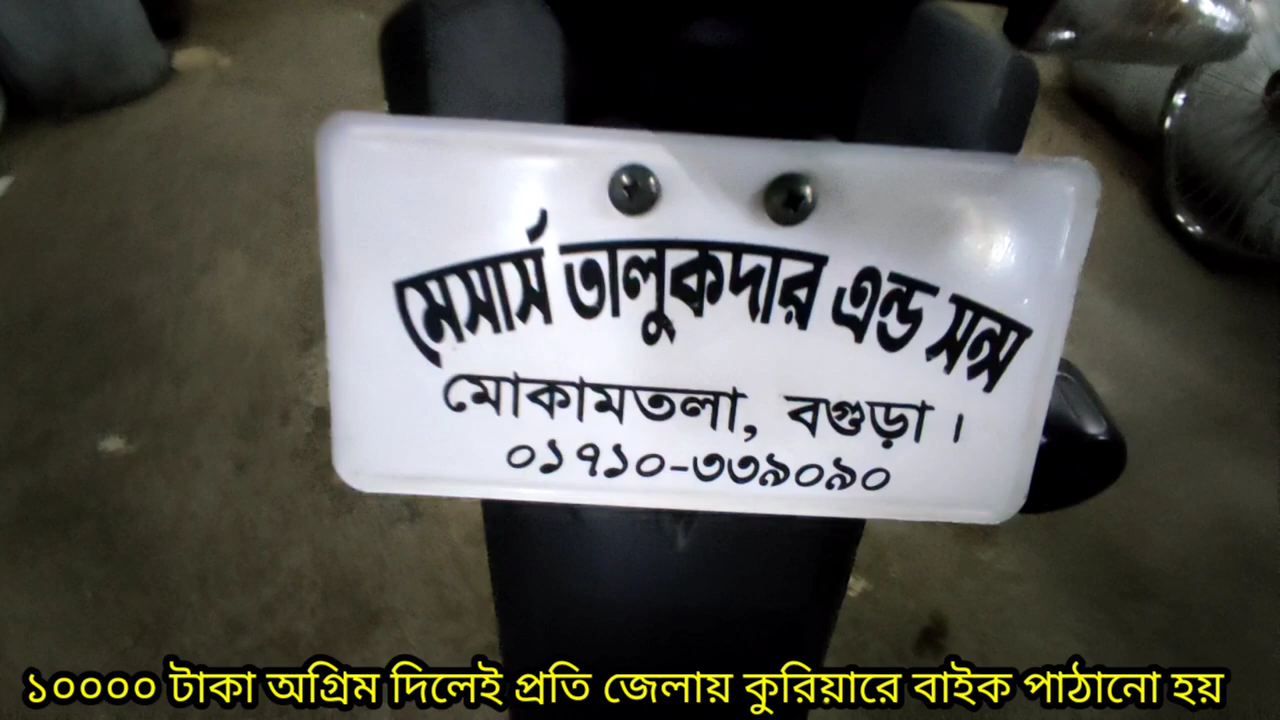 মেসার্স তালুকদার এন্ড সন্স
মোকামতলা, বগুড়া।
০১৭১০-৩৩৯০৯০
১০০০০ টাকা অগ্রিম দিলেই প্রতি জেলায় কুরিয়ারে বাইক পাঠানো হয়